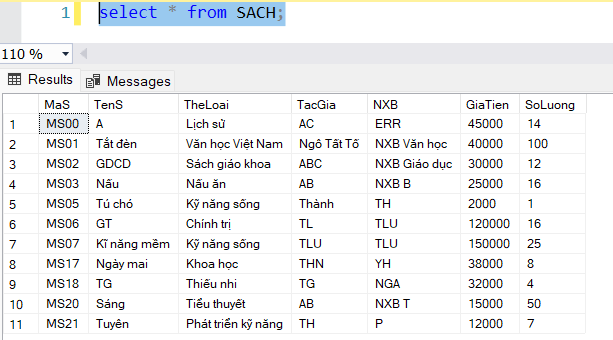 1 select * from SACH;
110 %
Results Messages
MaS TenS TheLoai TacGia NXB GiaTien SoLuong
1 MS00 A Lịch sử AC ERR 45000 14
2 MS01 Tắt đèn Văn học Việt Nam Ngô Tất Tố NXB Văn học 40000 100
3 MS02 GDCD Sách giáo khoa ABC NXB Giáo dục 30000 12
4 MS03 Nấu Nấu ăn AB NXB B 25000 16
5 MS05 Tú chó Kỹ năng sống Thành TH 2000 1
6 MS06 GT Chính trị TL TLU 120000 16
7 MS07 Kĩ năng mềm Kỹ năng sống TLU TLU 150000 25
8 MS17 Ngày mai Khoa học THN YH 38000 8
9 MS18 TG Thiếu nhi TG NGA 32000 4
10 MS20 Sáng Tiểu thuyết AB NXB T 15000 50
11 MS21 Tuyên Phát triển kỹ năng TH P 12000 7